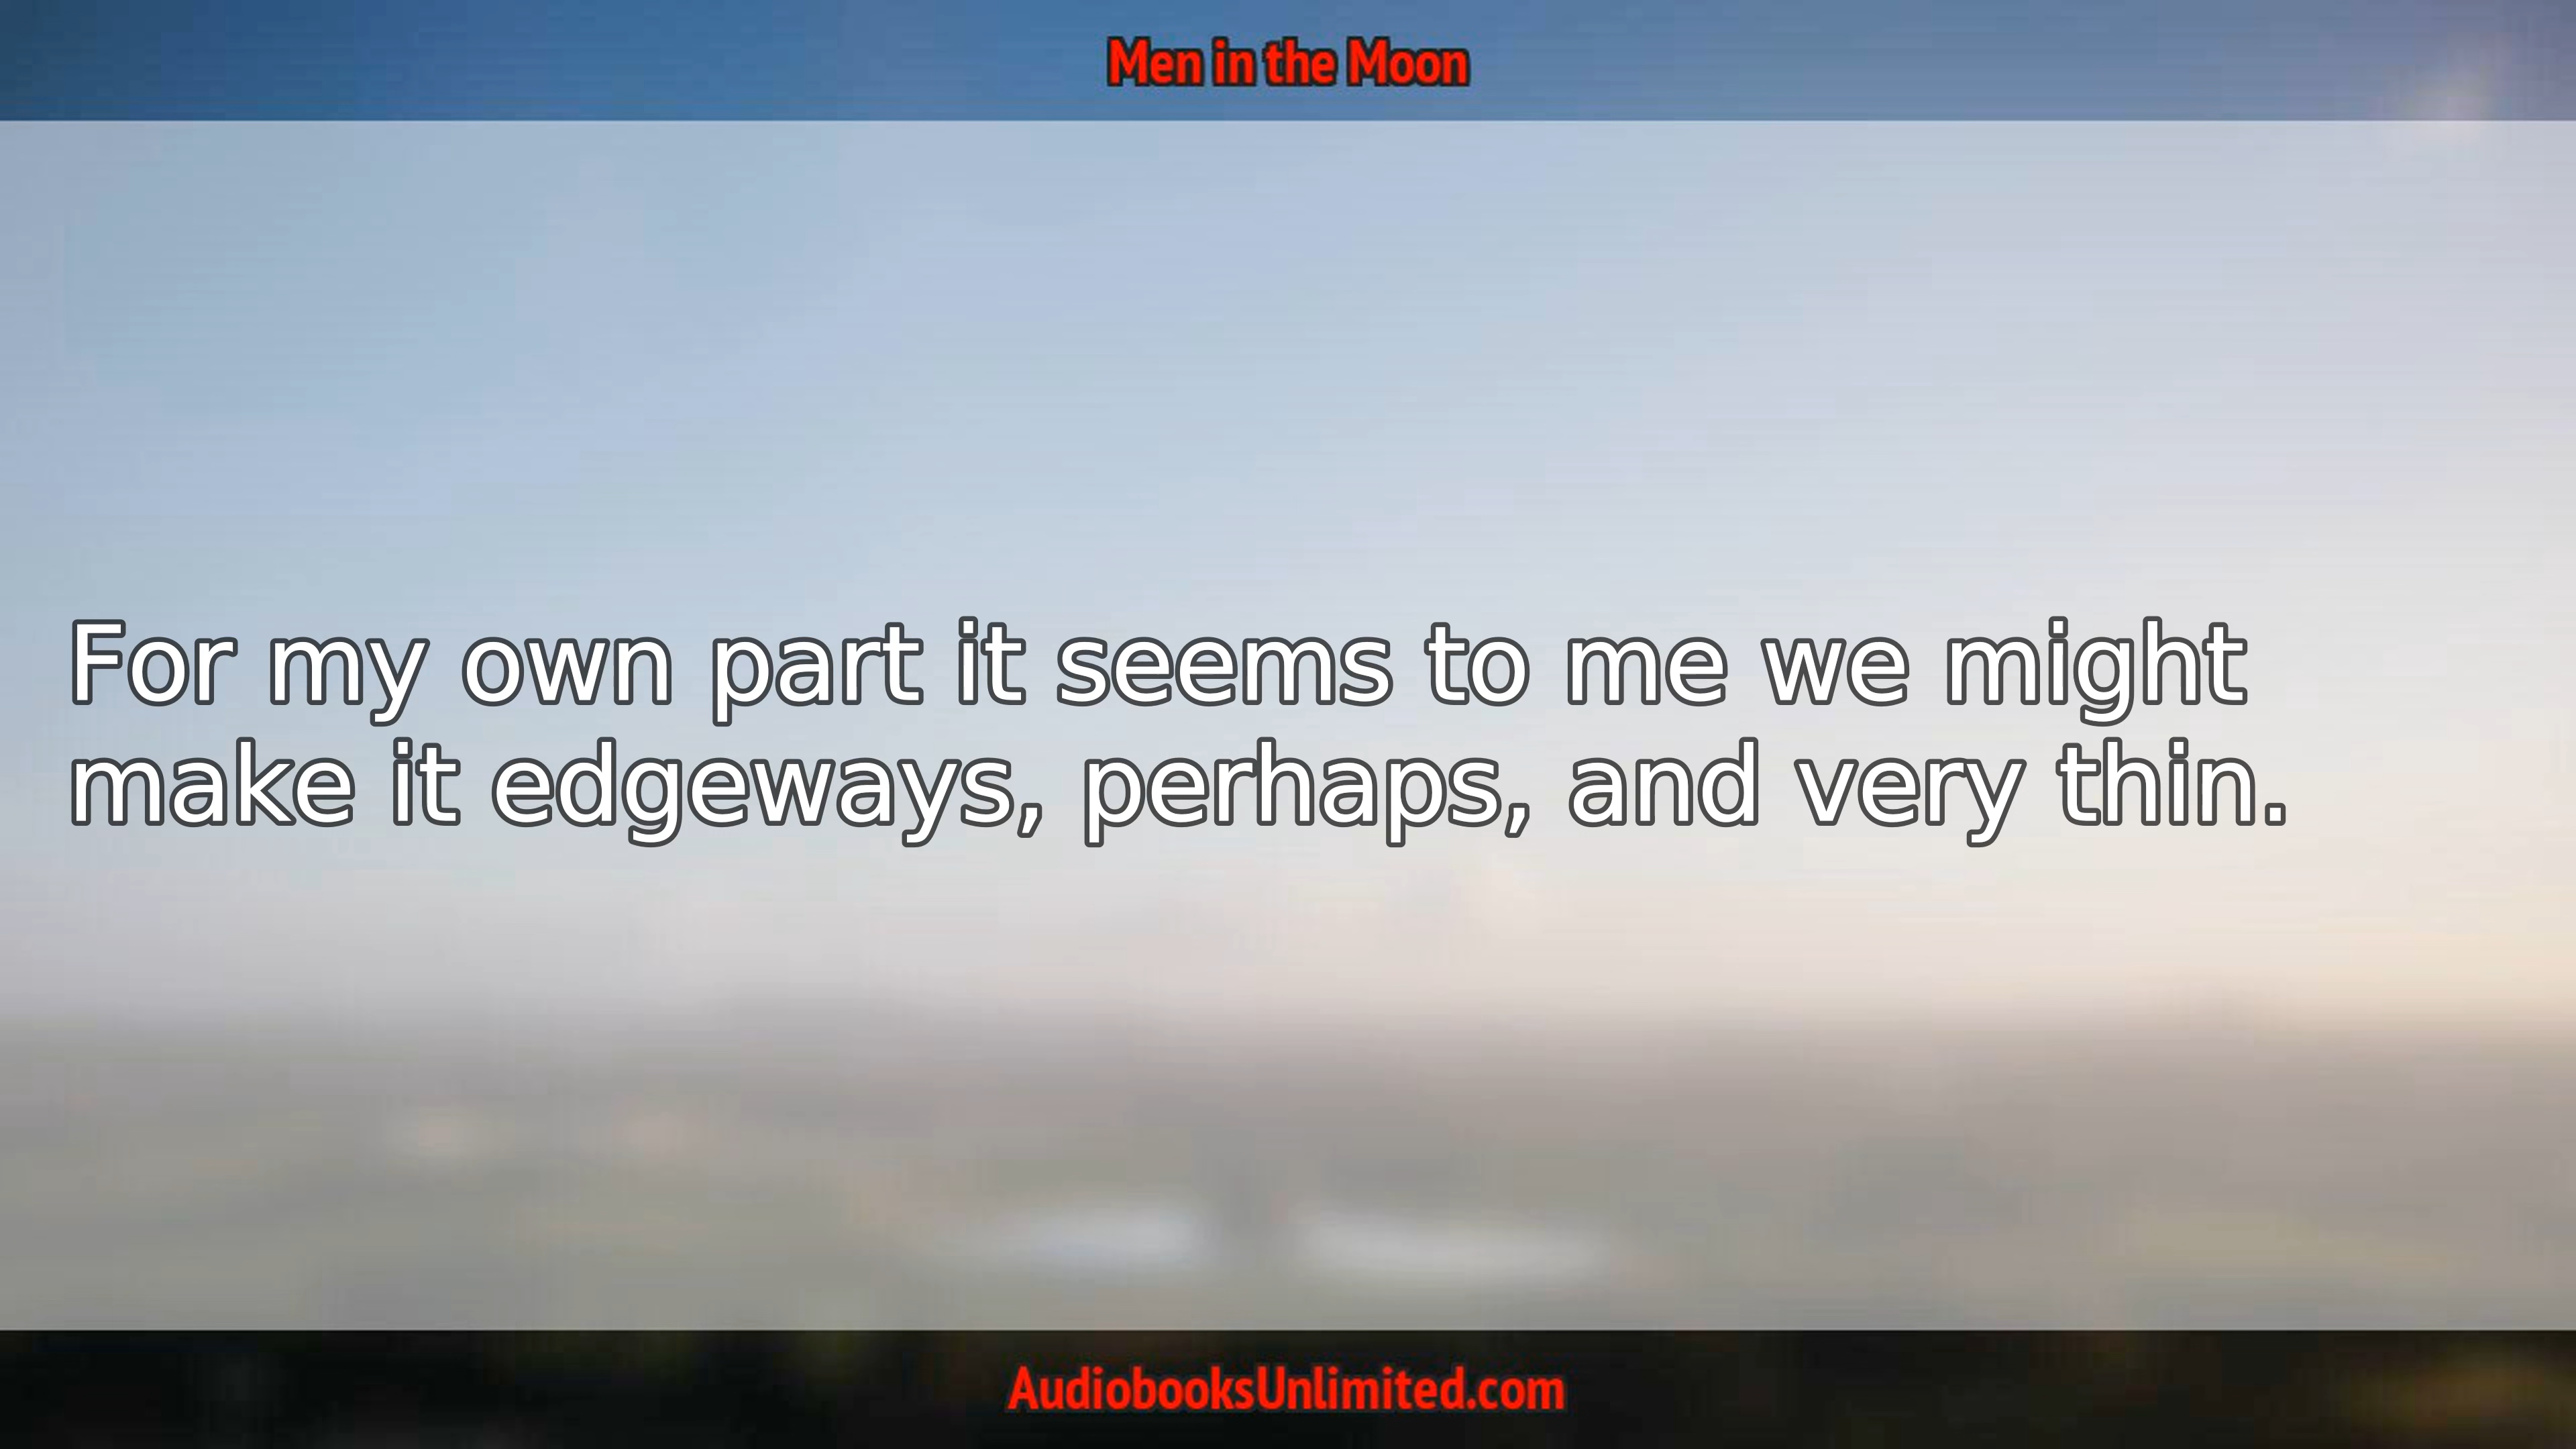 Men in the Moon
For my own part it seems to me we might
make it edgeways, perhaps, and very thin.
AudiobooksUnlimited.com